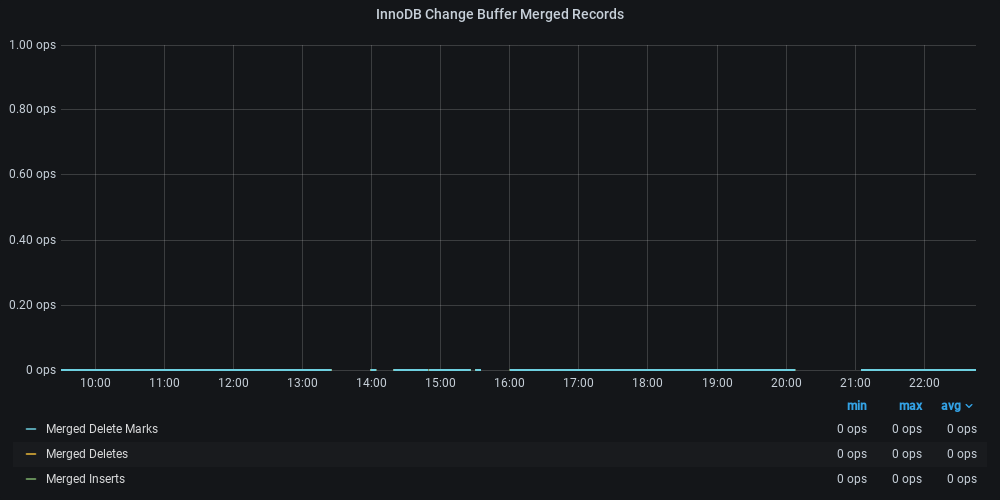 InnoDB Change Buffer Merged Records
1.00 ops
0.80 ops
0.60 ops
0.40 ops
0.20 ops
0 ops
10:00 11:00 12:00 13:00 14:00 15:00 16:00 17:00 18:00 19:00 20:00 21:00 22:00
min max avg
Merged Delete Marks 0 ops 0 ops 0 ops
Merged Deletes 0 ops 0 ops 0 ops
Merged Inserts 0 ops 0 ops 0 ops